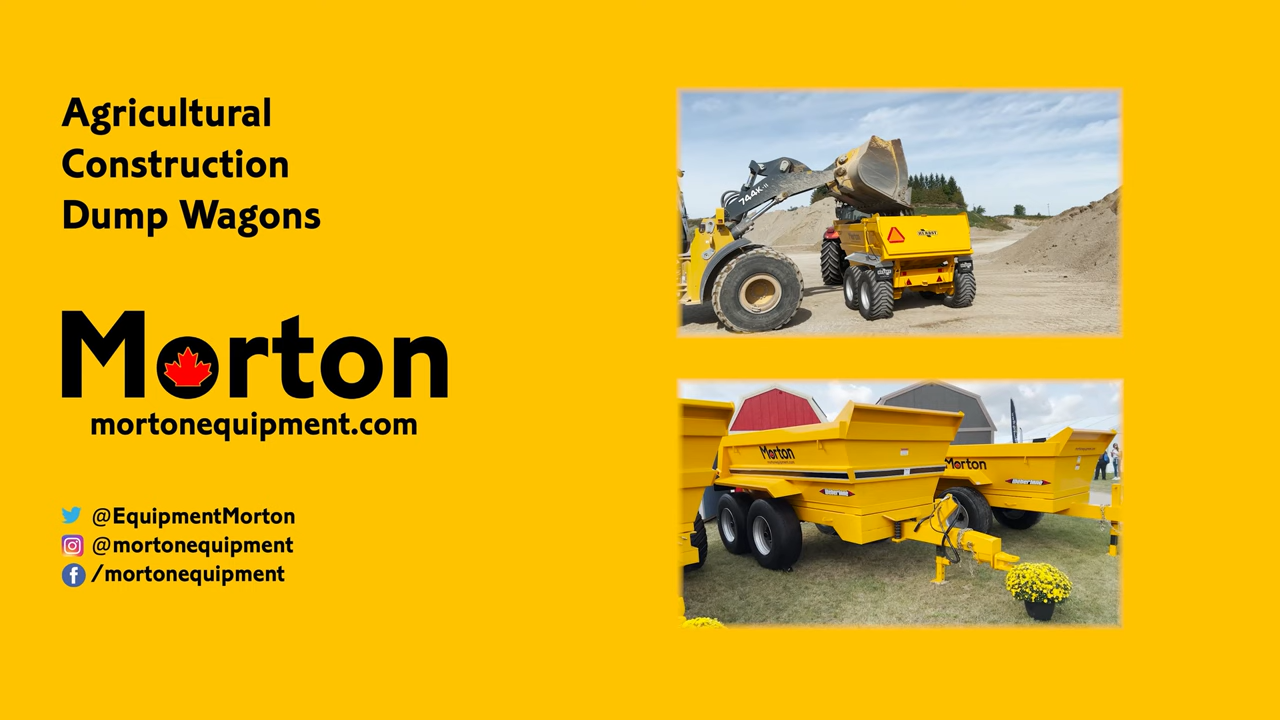 Agricultural
Construction
Dump Wagons
Morton
mortonequipment.com
@EquipmentMorton
@mortonequipment
/mortonequipment
744K-II
Morton
Morton